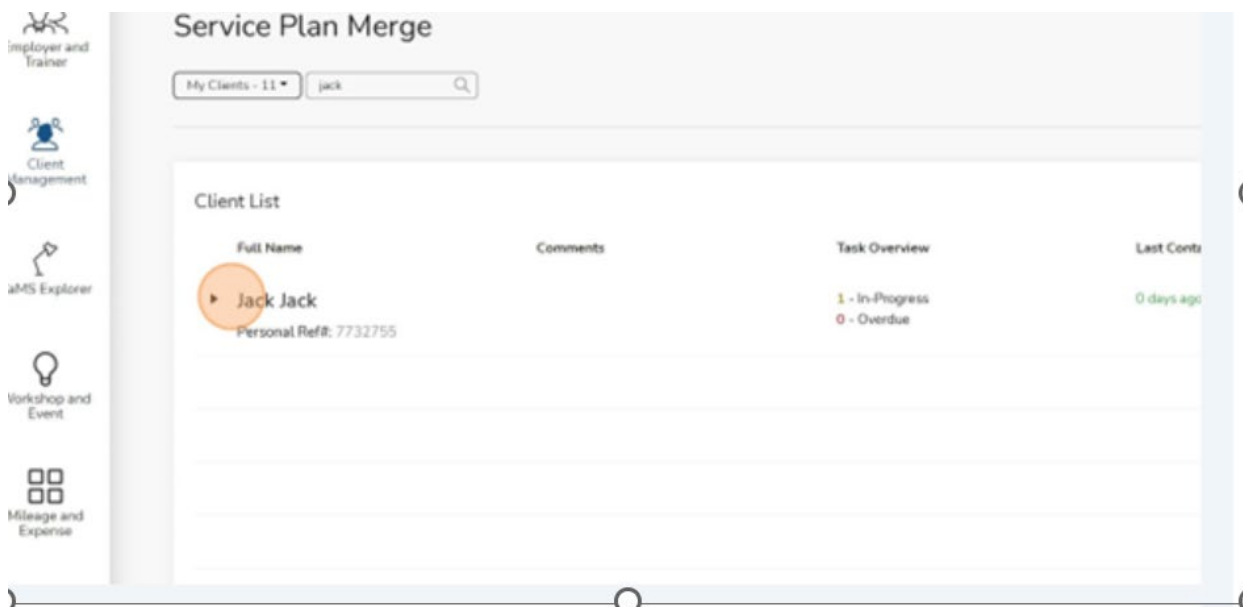 Service Plan Merge
Employer and
Trainer
My Clients - 11
jack
Client
Management
Client List
Full Name Comments Task Overview Last Conta
aMS Explorer
Jack Jack 1 - In-Progress 0 days ago
Personal Ref#: 7732755 0 - Overdue
Workshop and
Event
Mileage and
Expense